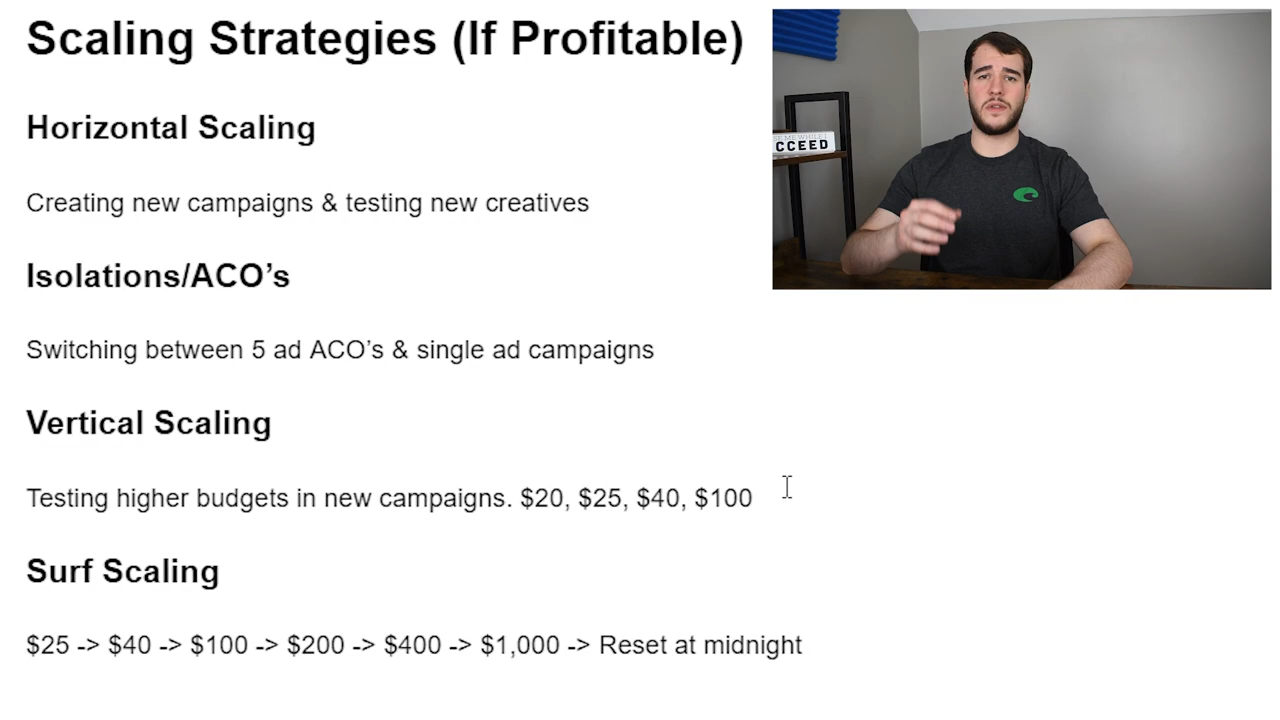 Scaling Strategies (If Profitable)
Horizontal Scaling
Creating new campaigns & testing new creatives
Isolations/ACO’s
Switching between 5 ad ACO’s & single ad campaigns
Vertical Scaling
Testing higher budgets in new campaigns. $20, $25, $40, $100
Surf Scaling
$25 -> $40 -> $100 -> $200 -> $400 -> $1,000 -> Reset at midnight
ME WHILE I
CCEED